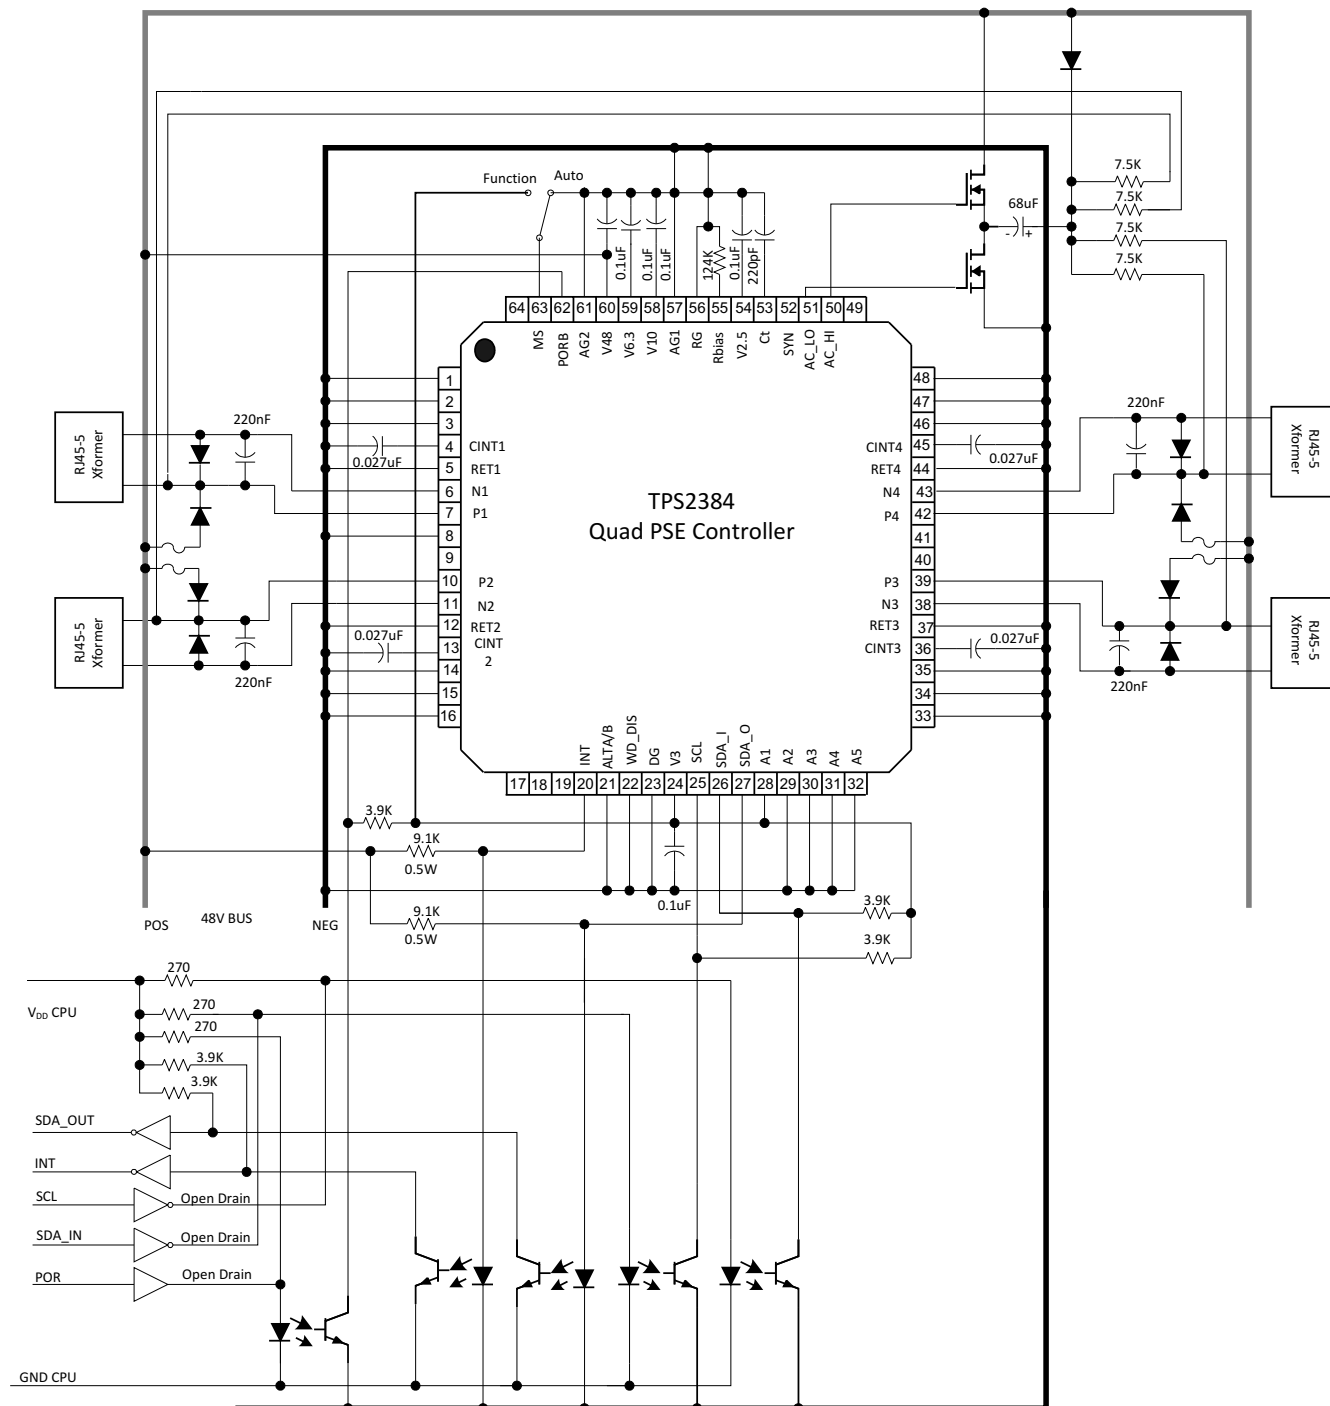 Function
Auto
0.1uF
0.1uF
0.1uF
124K
0.1uF
220pF
68uF
-
+
7.5K
7.5K
7.5K
7.5K
64 63 62 61 60 59 58 57 56 55 54 53 52 51 50 49
MS
PORB
AG2
V48
V6.3
V10
AG1
RG
Rbias
V2.5
Ct
SYN
AC_LO
AC_HI
TPS2384
Quad PSE Controller
RJ45-5
Xformer
220nF
0.027uF
1
2
3
4 CINT1
5 RET1
6 N1
7 P1
8
9
10 P2
11 N2
12 RET2
13 CINT
2
14
15
16
RJ45-5
Xformer
220nF
0.027uF
48
47
46
CINT4 45
RET4 44
N4 43
P4 42
41
40
P3 39
N3 38
RET3 37
CINT3 36
35
34
33
0.027uF
220nF
RJ45-5
Xformer
0.027uF
220nF
RJ45-5
Xformer
INT
ALTA/B
WD_DIS
DG
V3
SCL
SDA_I
SDA_O
A1
A2
A3
A4
A5
17 18 19 20 21 22 23 24 25 26 27 28 29 30 31 32
3.9K
9.1K
0.5W
0.1uF
9.1K
0.5W
3.9K
3.9K
POS
48V BUS
NEG
270
VDD CPU
270
270
3.9K
3.9K
SDA_OUT
INT
SCL
Open Drain
SDA_IN
Open Drain
POR
Open Drain
GND CPU